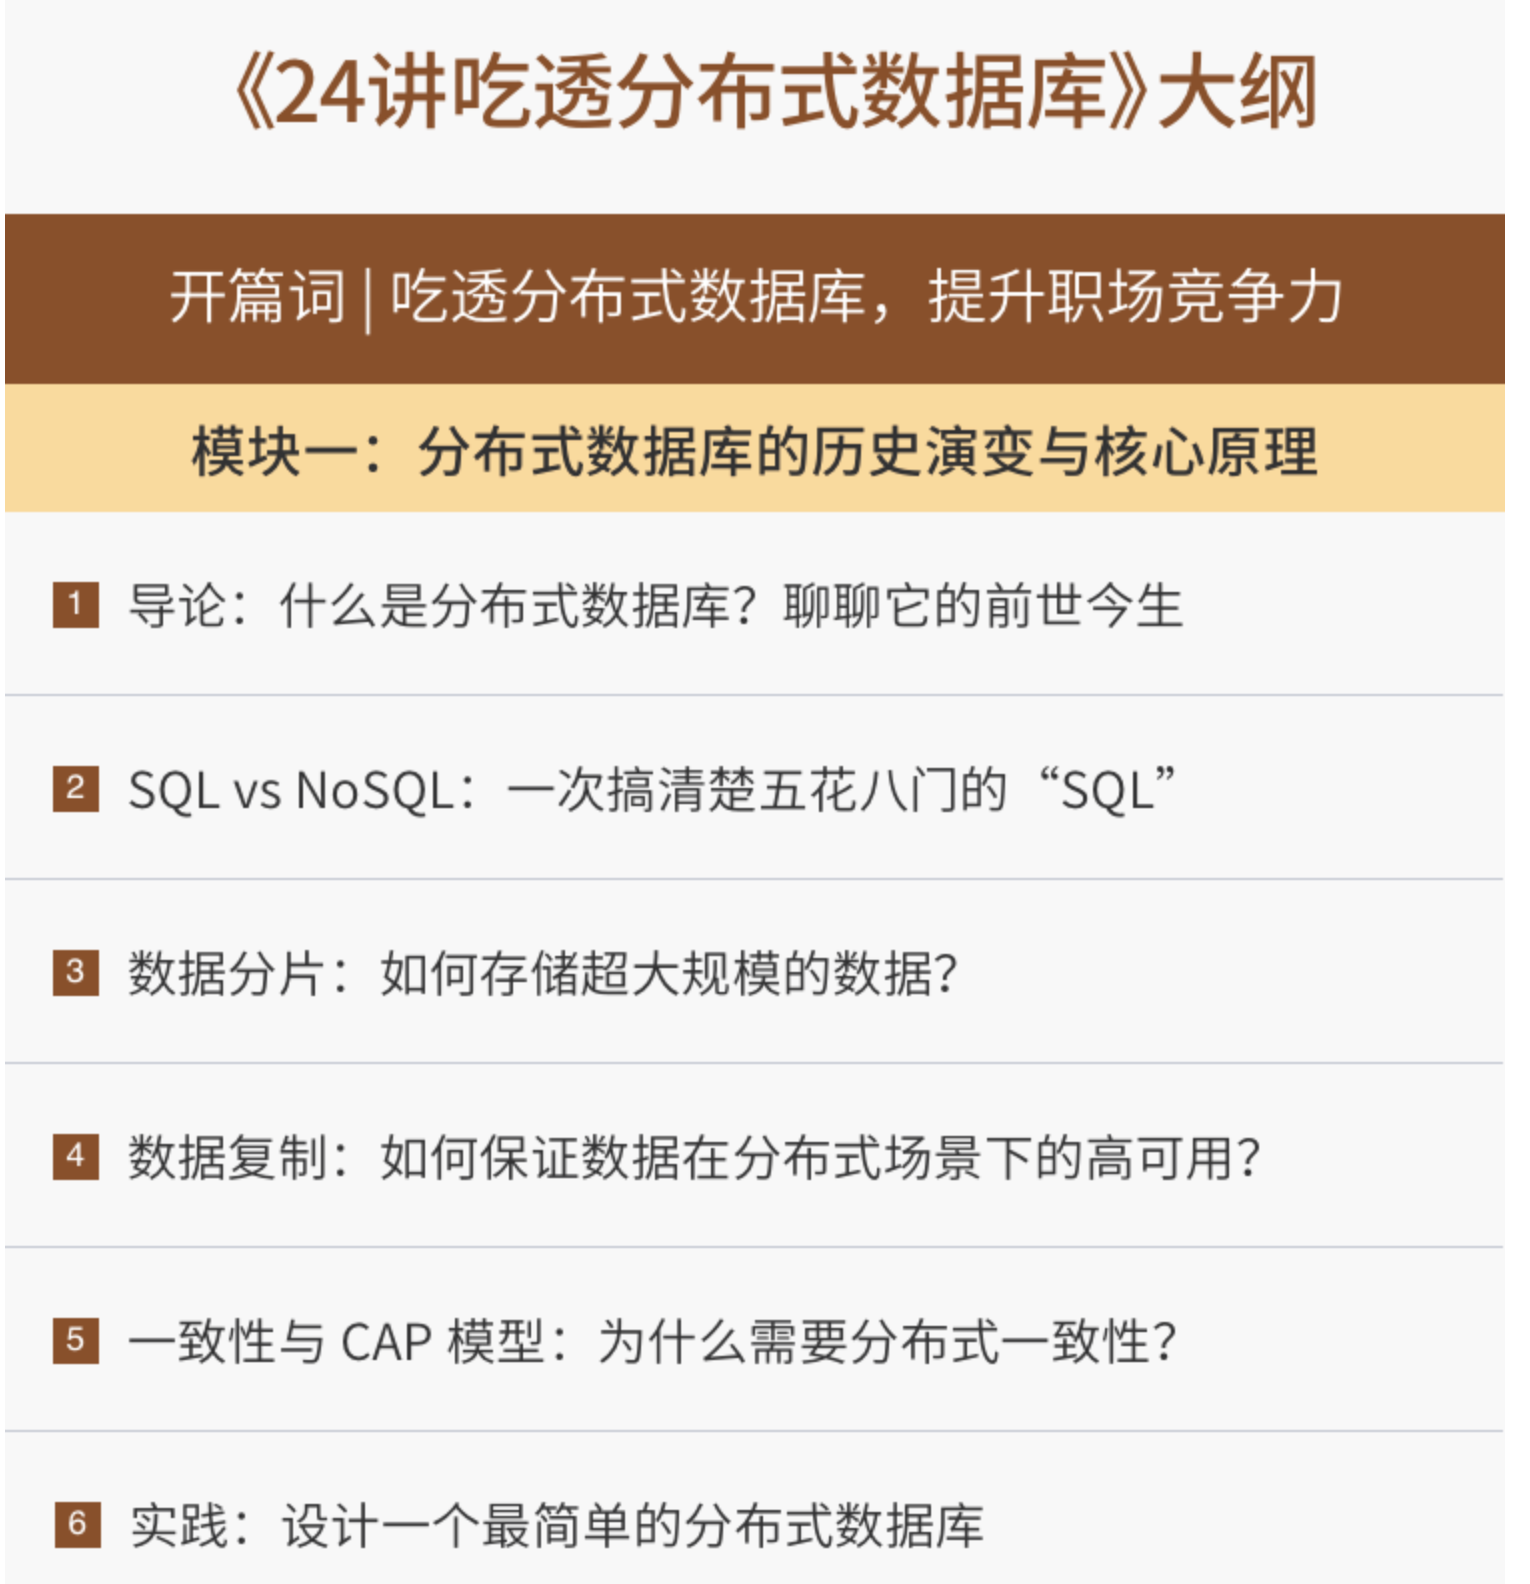 《24讲吃透分布式数据库》大纲
开篇词 | 吃透分布式数据库，提升职场竞争力
模块一：分布式数据库的历史演变与核心原理
1 导论：什么是分布式数据库？聊聊它的前世今生
2 SQL vs NoSQL：一次搞清楚五花八门的“SQL”
3 数据分片：如何存储超大规模的数据？
4 数据复制：如何保证数据在分布式场景下的高可用？
5 一致性与 CAP 模型：为什么需要分布式一致性？
6 实践：设计一个最简单的分布式数据库